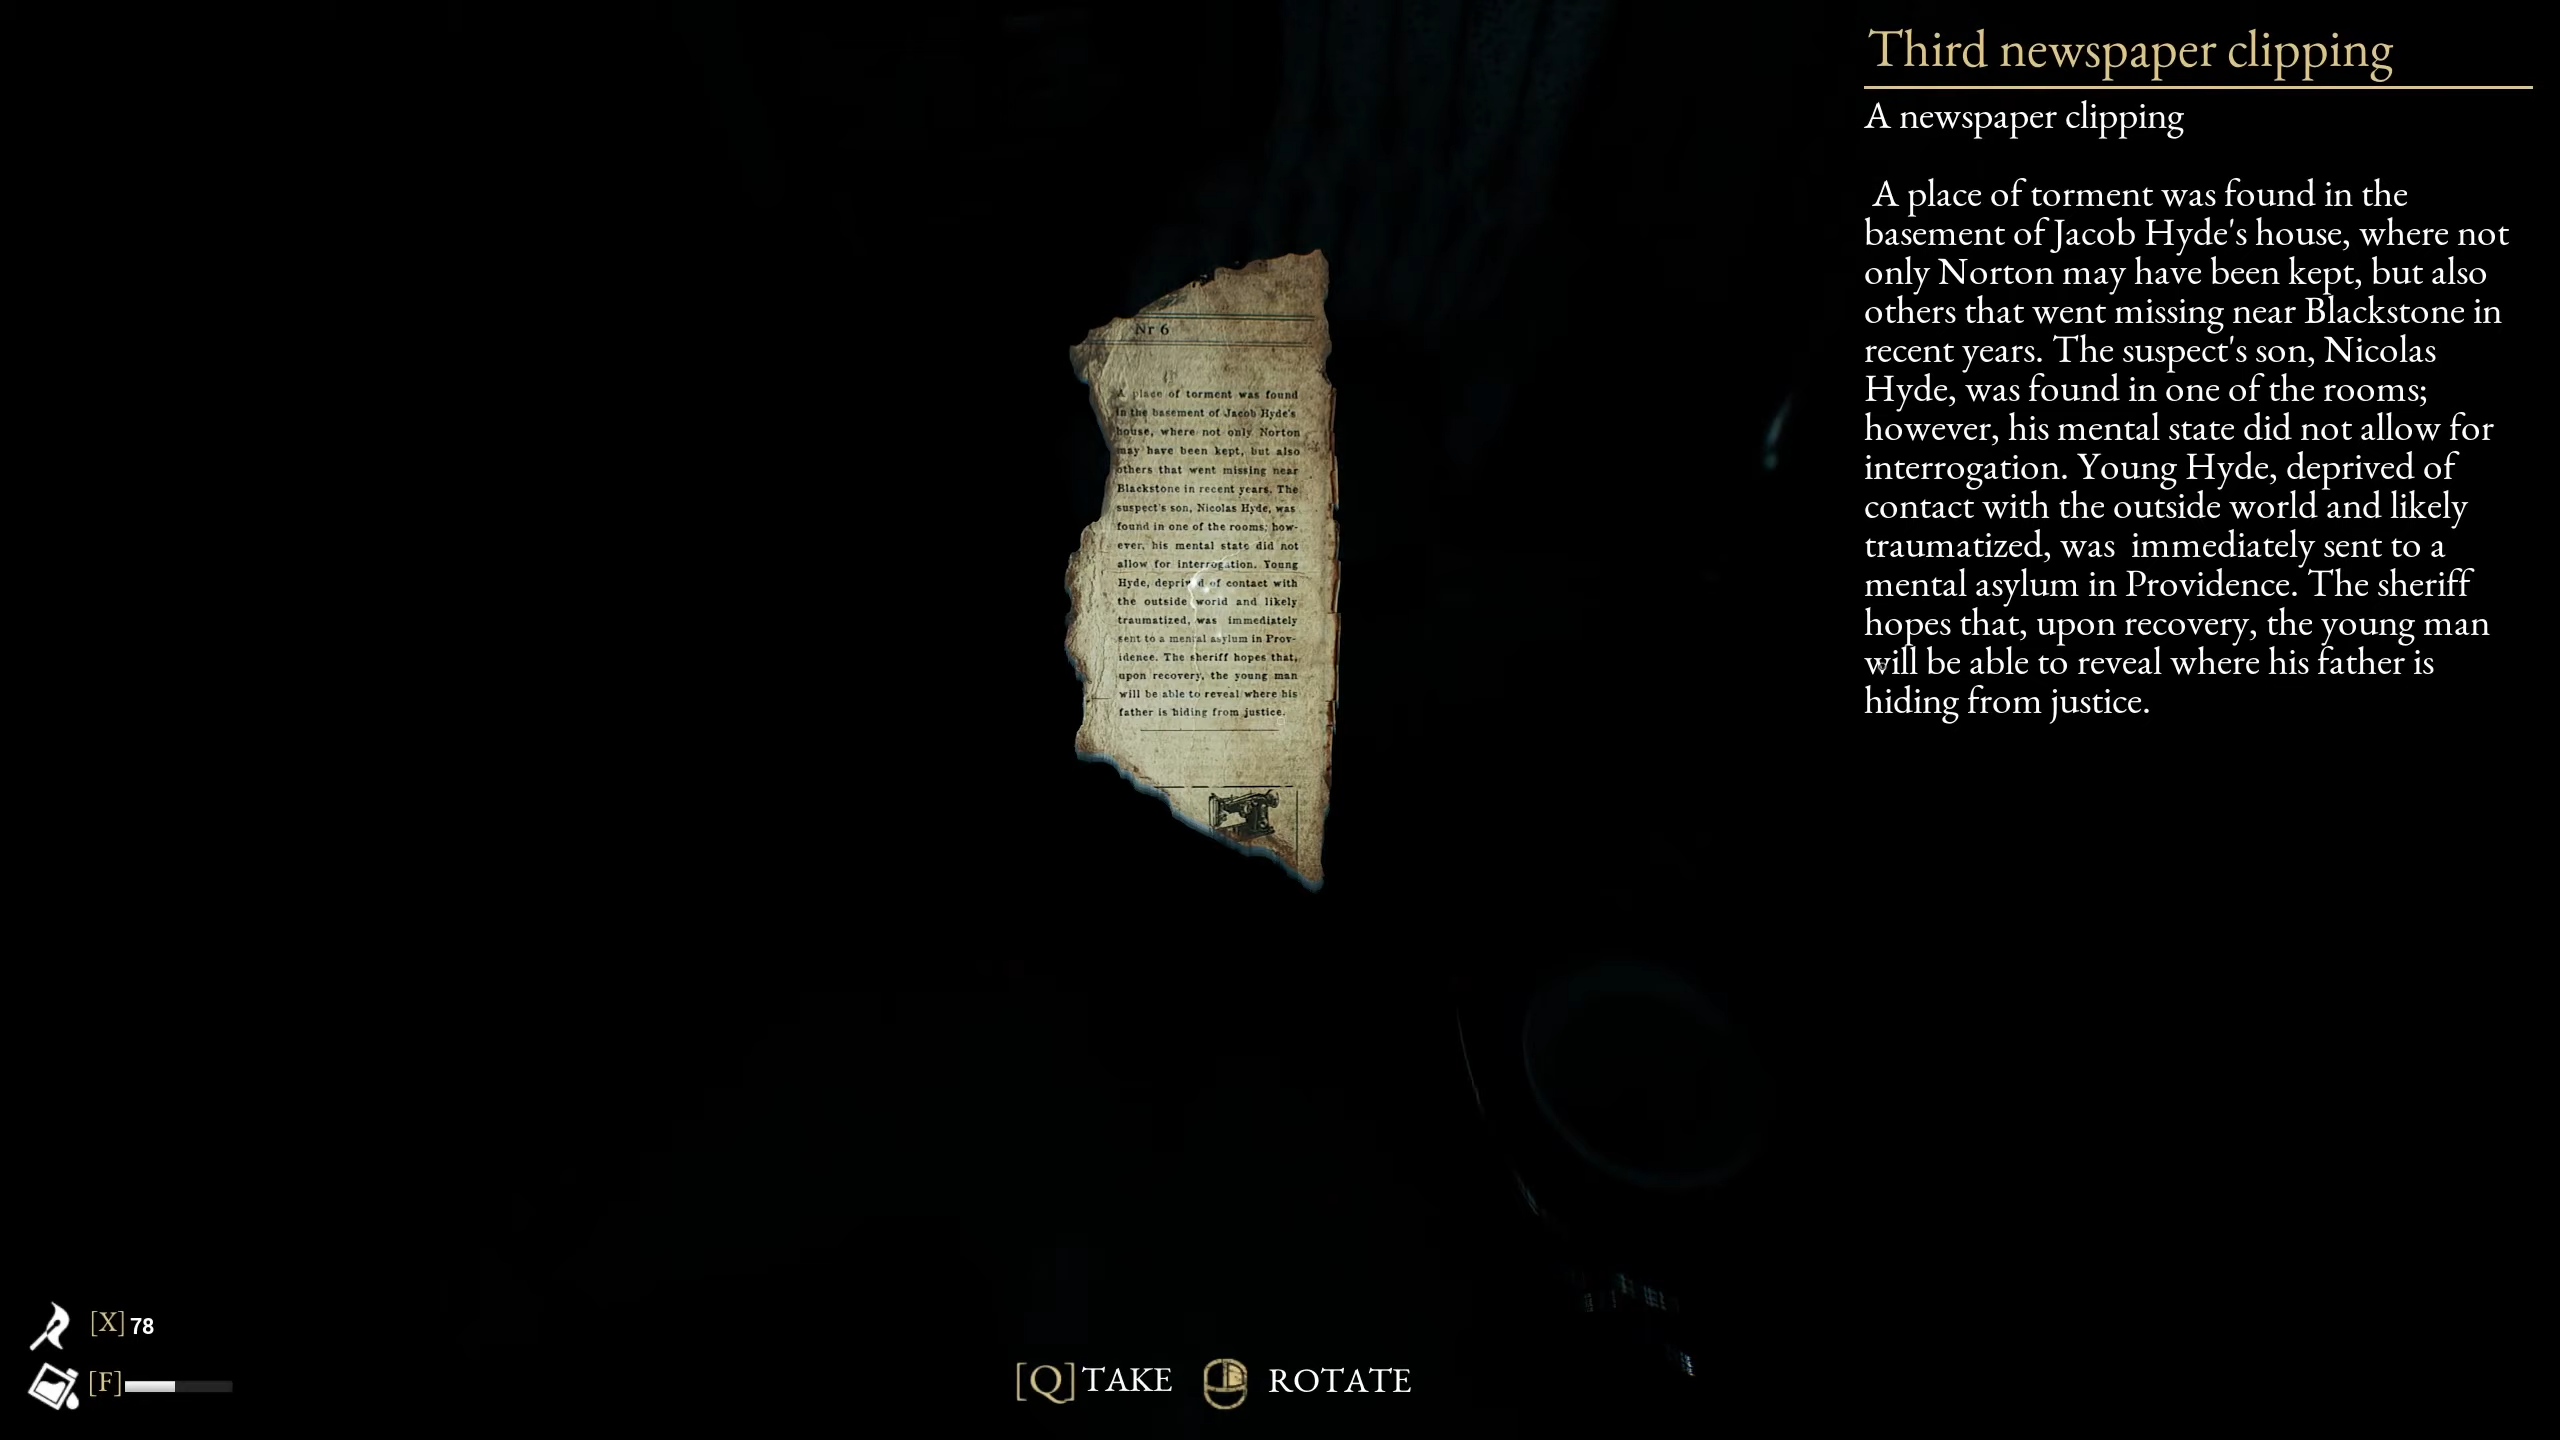 Third newspaper clipping
A newspaper clipping
A place of torment was found in the
basement of Jacob Hyde's house, where not
only Norton may have been kept, but also
others that went missing near Blackstone in
recent years. The suspect's son, Nicolas
Hyde, was found in one of the rooms;
however, his mental state did not allow for
interrogation. Young Hyde, deprived of
contact with the outside world and likely
traumatized, was  immediately sent to a
mental asylum in Providence. The sheriff
hopes that, upon recovery, the young man
will be able to reveal where his father is
hiding from justice.
Nr 6
A place of torment was found
in the basement of Jacob Hyde's
house, where not only Norton
may have been kept, but also
others that went missing near
Blackstone in recent years. The
suspect's son, Nicolas Hyde, was
found in one of the rooms; how-
ever, his mental state did not
allow for interrogation. Young
Hyde, deprived of contact with
the outside world and likely
traumatized, was immediately
sent to a mental asylum in Prov-
idence. The sheriff hopes that,
upon recovery, the young man
will be able to reveal where his
father is hiding from justice.
[X] 78
[F]
[Q] TAKE ROTATE